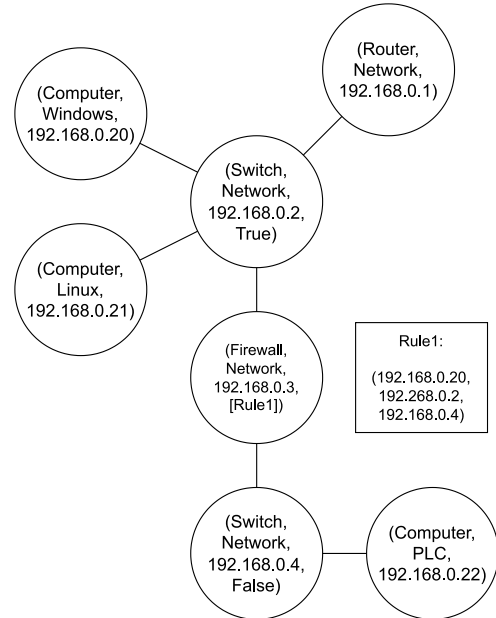 (Router,
Network,
192.168.0.1)
(Computer,
Windows,
192.168.0.20)
(Switch,
Network,
192.168.0.2,
True)
(Computer,
Linux,
192.168.0.21)
(Firewall,
Network,
192.168.0.3,
[Rule1])
Rule1:
(192.168.0.20,
192.268.0.2,
192.168.0.4)
(Switch,
Network,
192.168.0.4,
False)
(Computer,
PLC,
192.168.0.22)